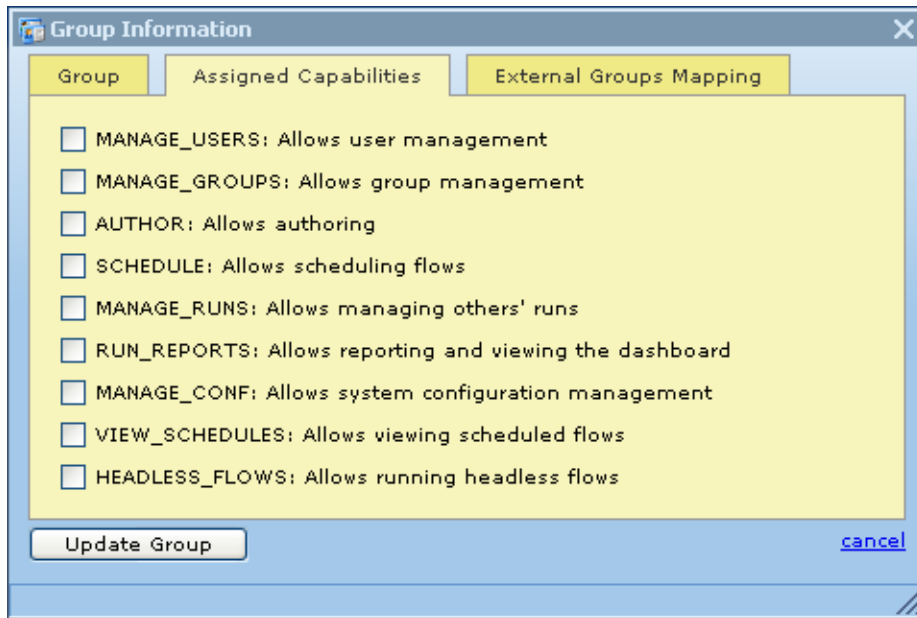 Group Information
Group
Assigned Capabilities
External Groups Mapping
MANAGE_USERS: Allows user management
MANAGE_GROUPS: Allows group management
AUTHOR: Allows authoring
SCHEDULE: Allows scheduling flows
MANAGE_RUNS: Allows managing others' runs
RUN_REPORTS: Allows reporting and viewing the dashboard
MANAGE_CONF: Allows system configuration management
VIEW_SCHEDULES: Allows viewing scheduled flows
HEADLESS_FLOWS: Allows running headless flows
Update Group
cancel